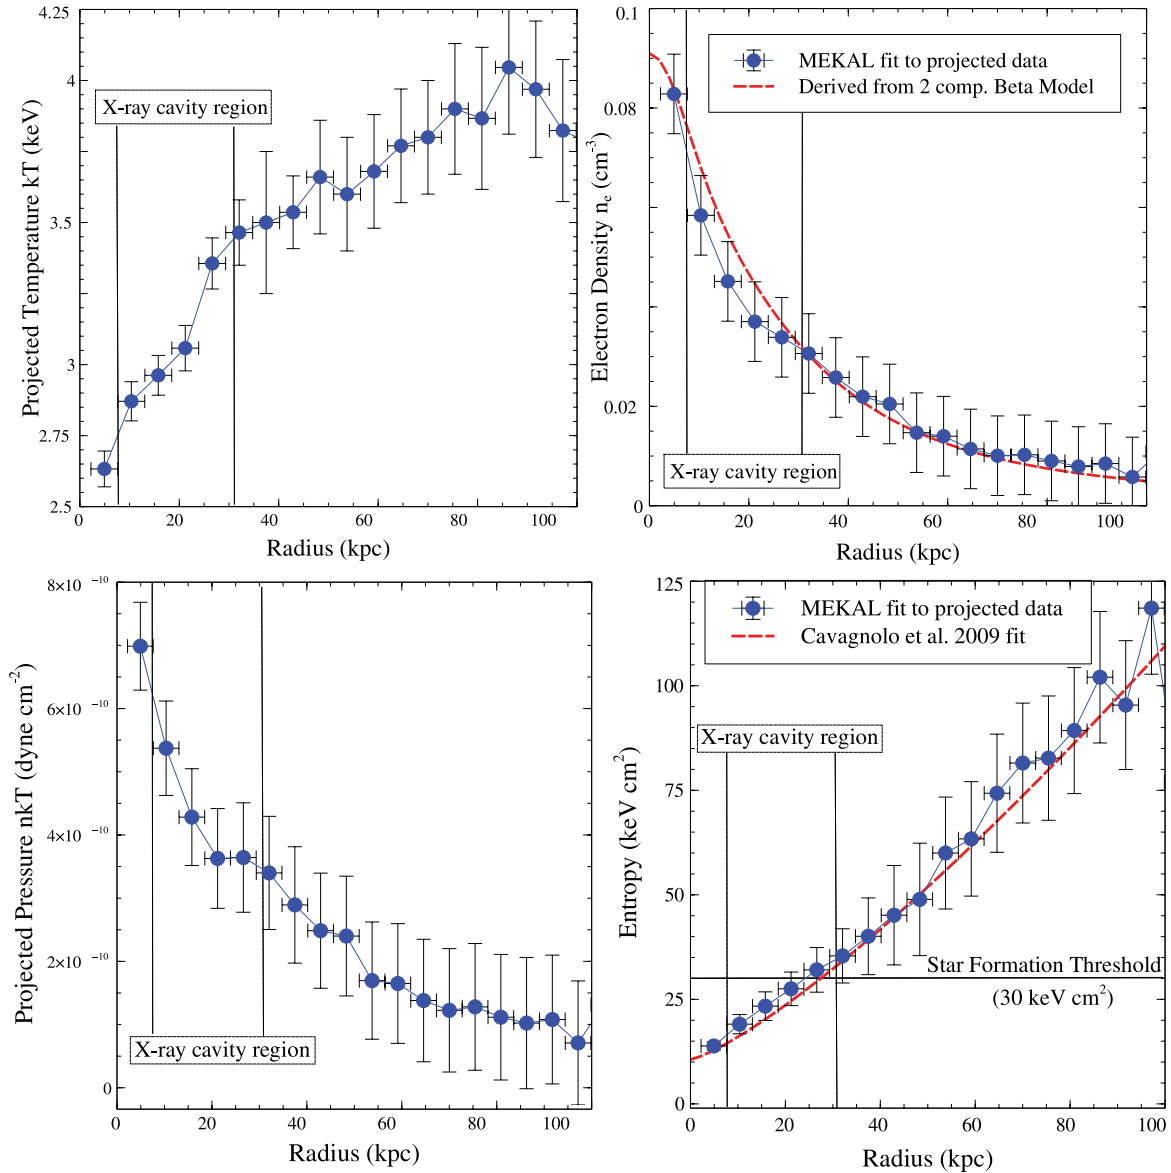 4.25
4
3.5
3
2.75
2.5
Projected Temperature kT (keV)
X-ray cavity region
0
20
40
60
80
100
Radius (kpc)
0.1
0.08
0.02
0
Electron Density n_e (cm^-3)
MEKAL fit to projected data
Derived from 2 comp. Beta Model
X-ray cavity region
0
20
40
60
80
100
Radius (kpc)
8×10^-10
6×10^-10
4×10^-10
2×10^-10
0
Projected Pressure nkT (dyne cm^-2)
X-ray cavity region
0
20
40
60
80
100
Radius (kpc)
125
100
75
50
25
0
Entropy (keV cm^2)
MEKAL fit to projected data
Cavagnolo et al. 2009 fit
X-ray cavity region
Star Formation Threshold
(30 keV cm^2)
0
20
40
60
80
100
Radius (kpc)